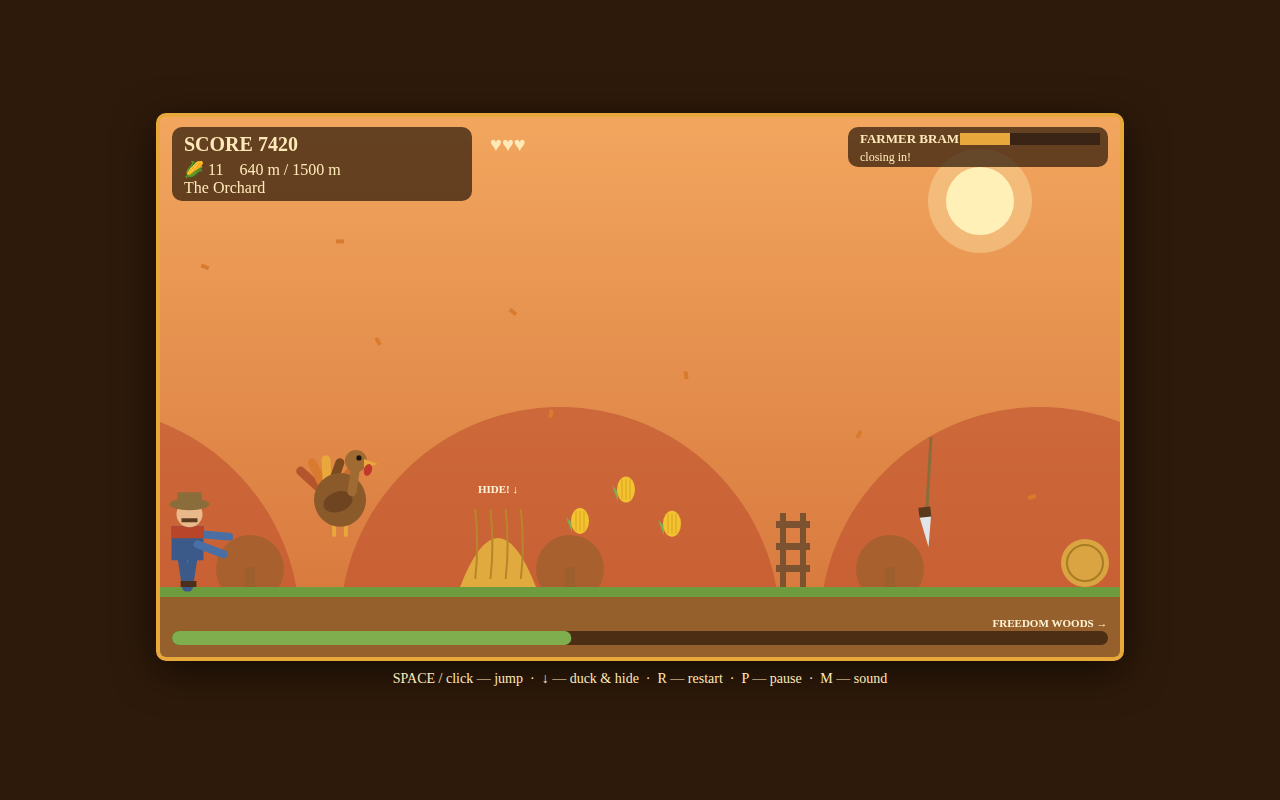 SCORE 7420
🌽 11 640 m / 1500 m
The Orchard
♥♥♥
FARMER BRAM
closing in!
HIDE! ↓
FREEDOM WOODS →
SPACE / click — jump · ↓ — duck & hide · R — restart · P — pause · M — sound